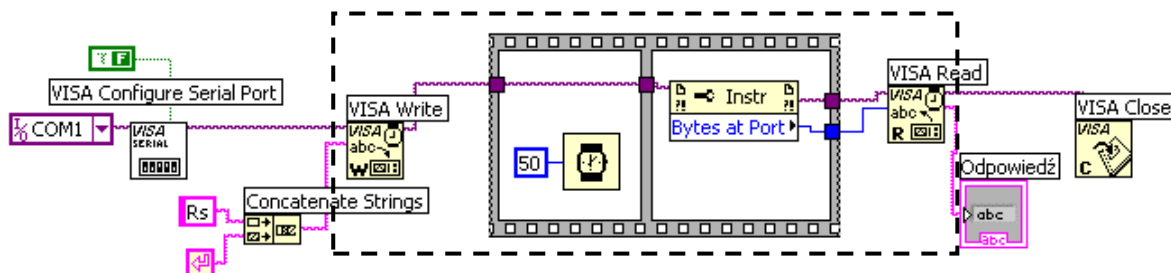 F
VISA Configure Serial Port
COM1
VISA
SERIAL
Rs
Concatenate Strings
VISA Write
VISA
abc
W
50
Instr
Bytes at Port
VISA Read
VISA
abc
R
VISA Close
VISA
C
Odpowiedź
abc
abc